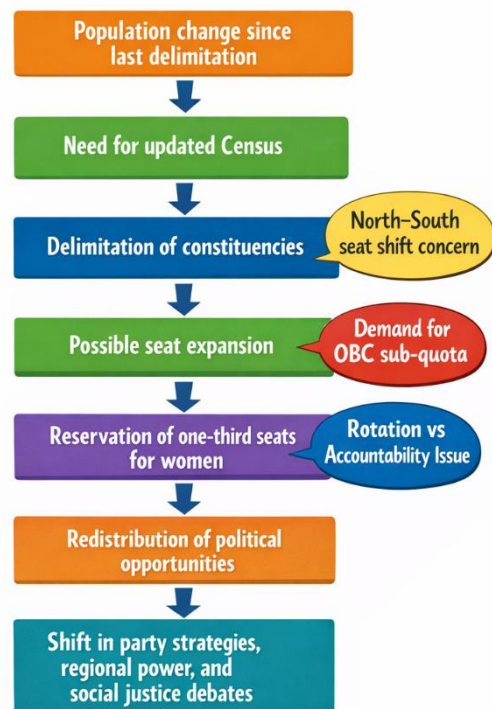 Population change since
last delimitation
Need for updated Census
Delimitation of constituencies
North–South
seat shift concern
Possible seat expansion
Demand for
OBC sub-quota
Reservation of one-third seats
for women
Rotation vs
Accountability Issue
Redistribution of political
opportunities
Shift in party strategies,
regional power, and
social justice debates